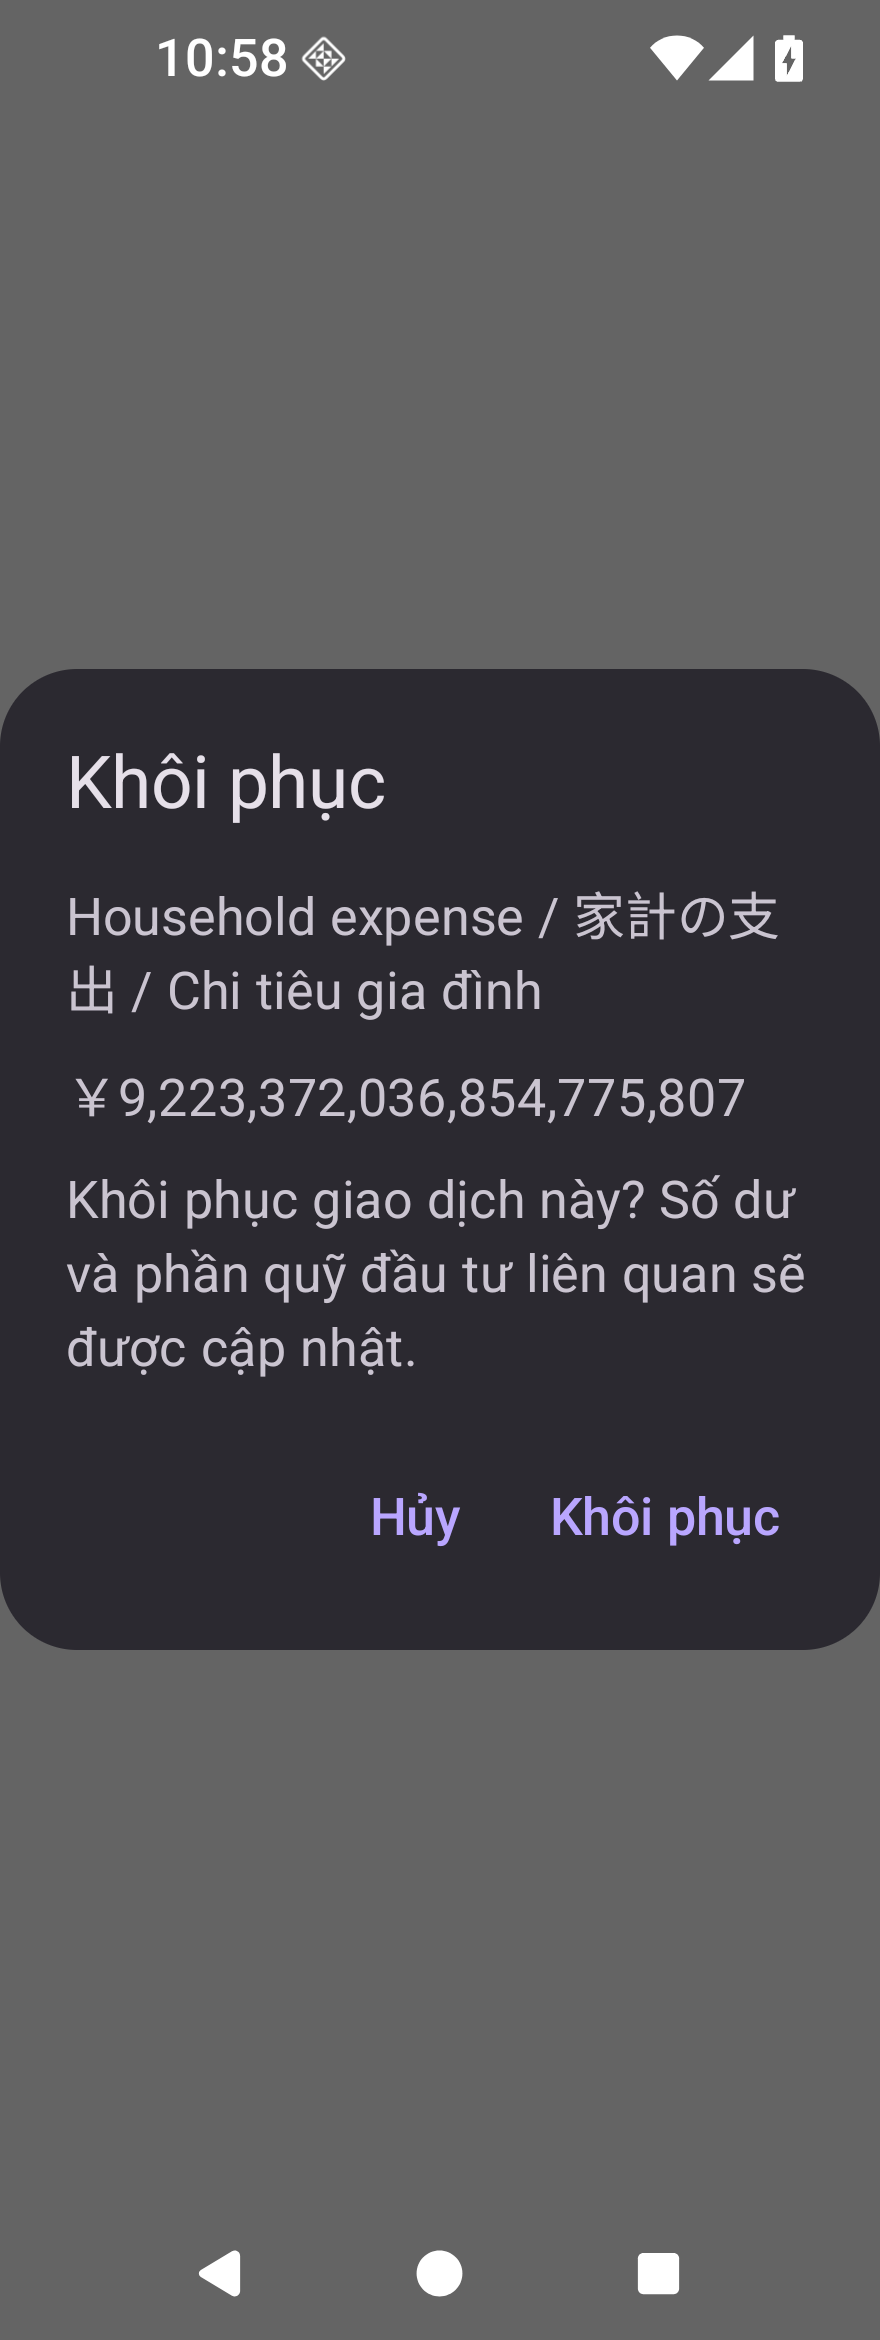 10:58
Khôi phục
Household expense / 家計の支
出 / Chi tiêu gia đình
￥9,223,372,036,854,775,807
Khôi phục giao dịch này? Số dư
và phần quỹ đầu tư liên quan sẽ
được cập nhật.
Hủy Khôi phục